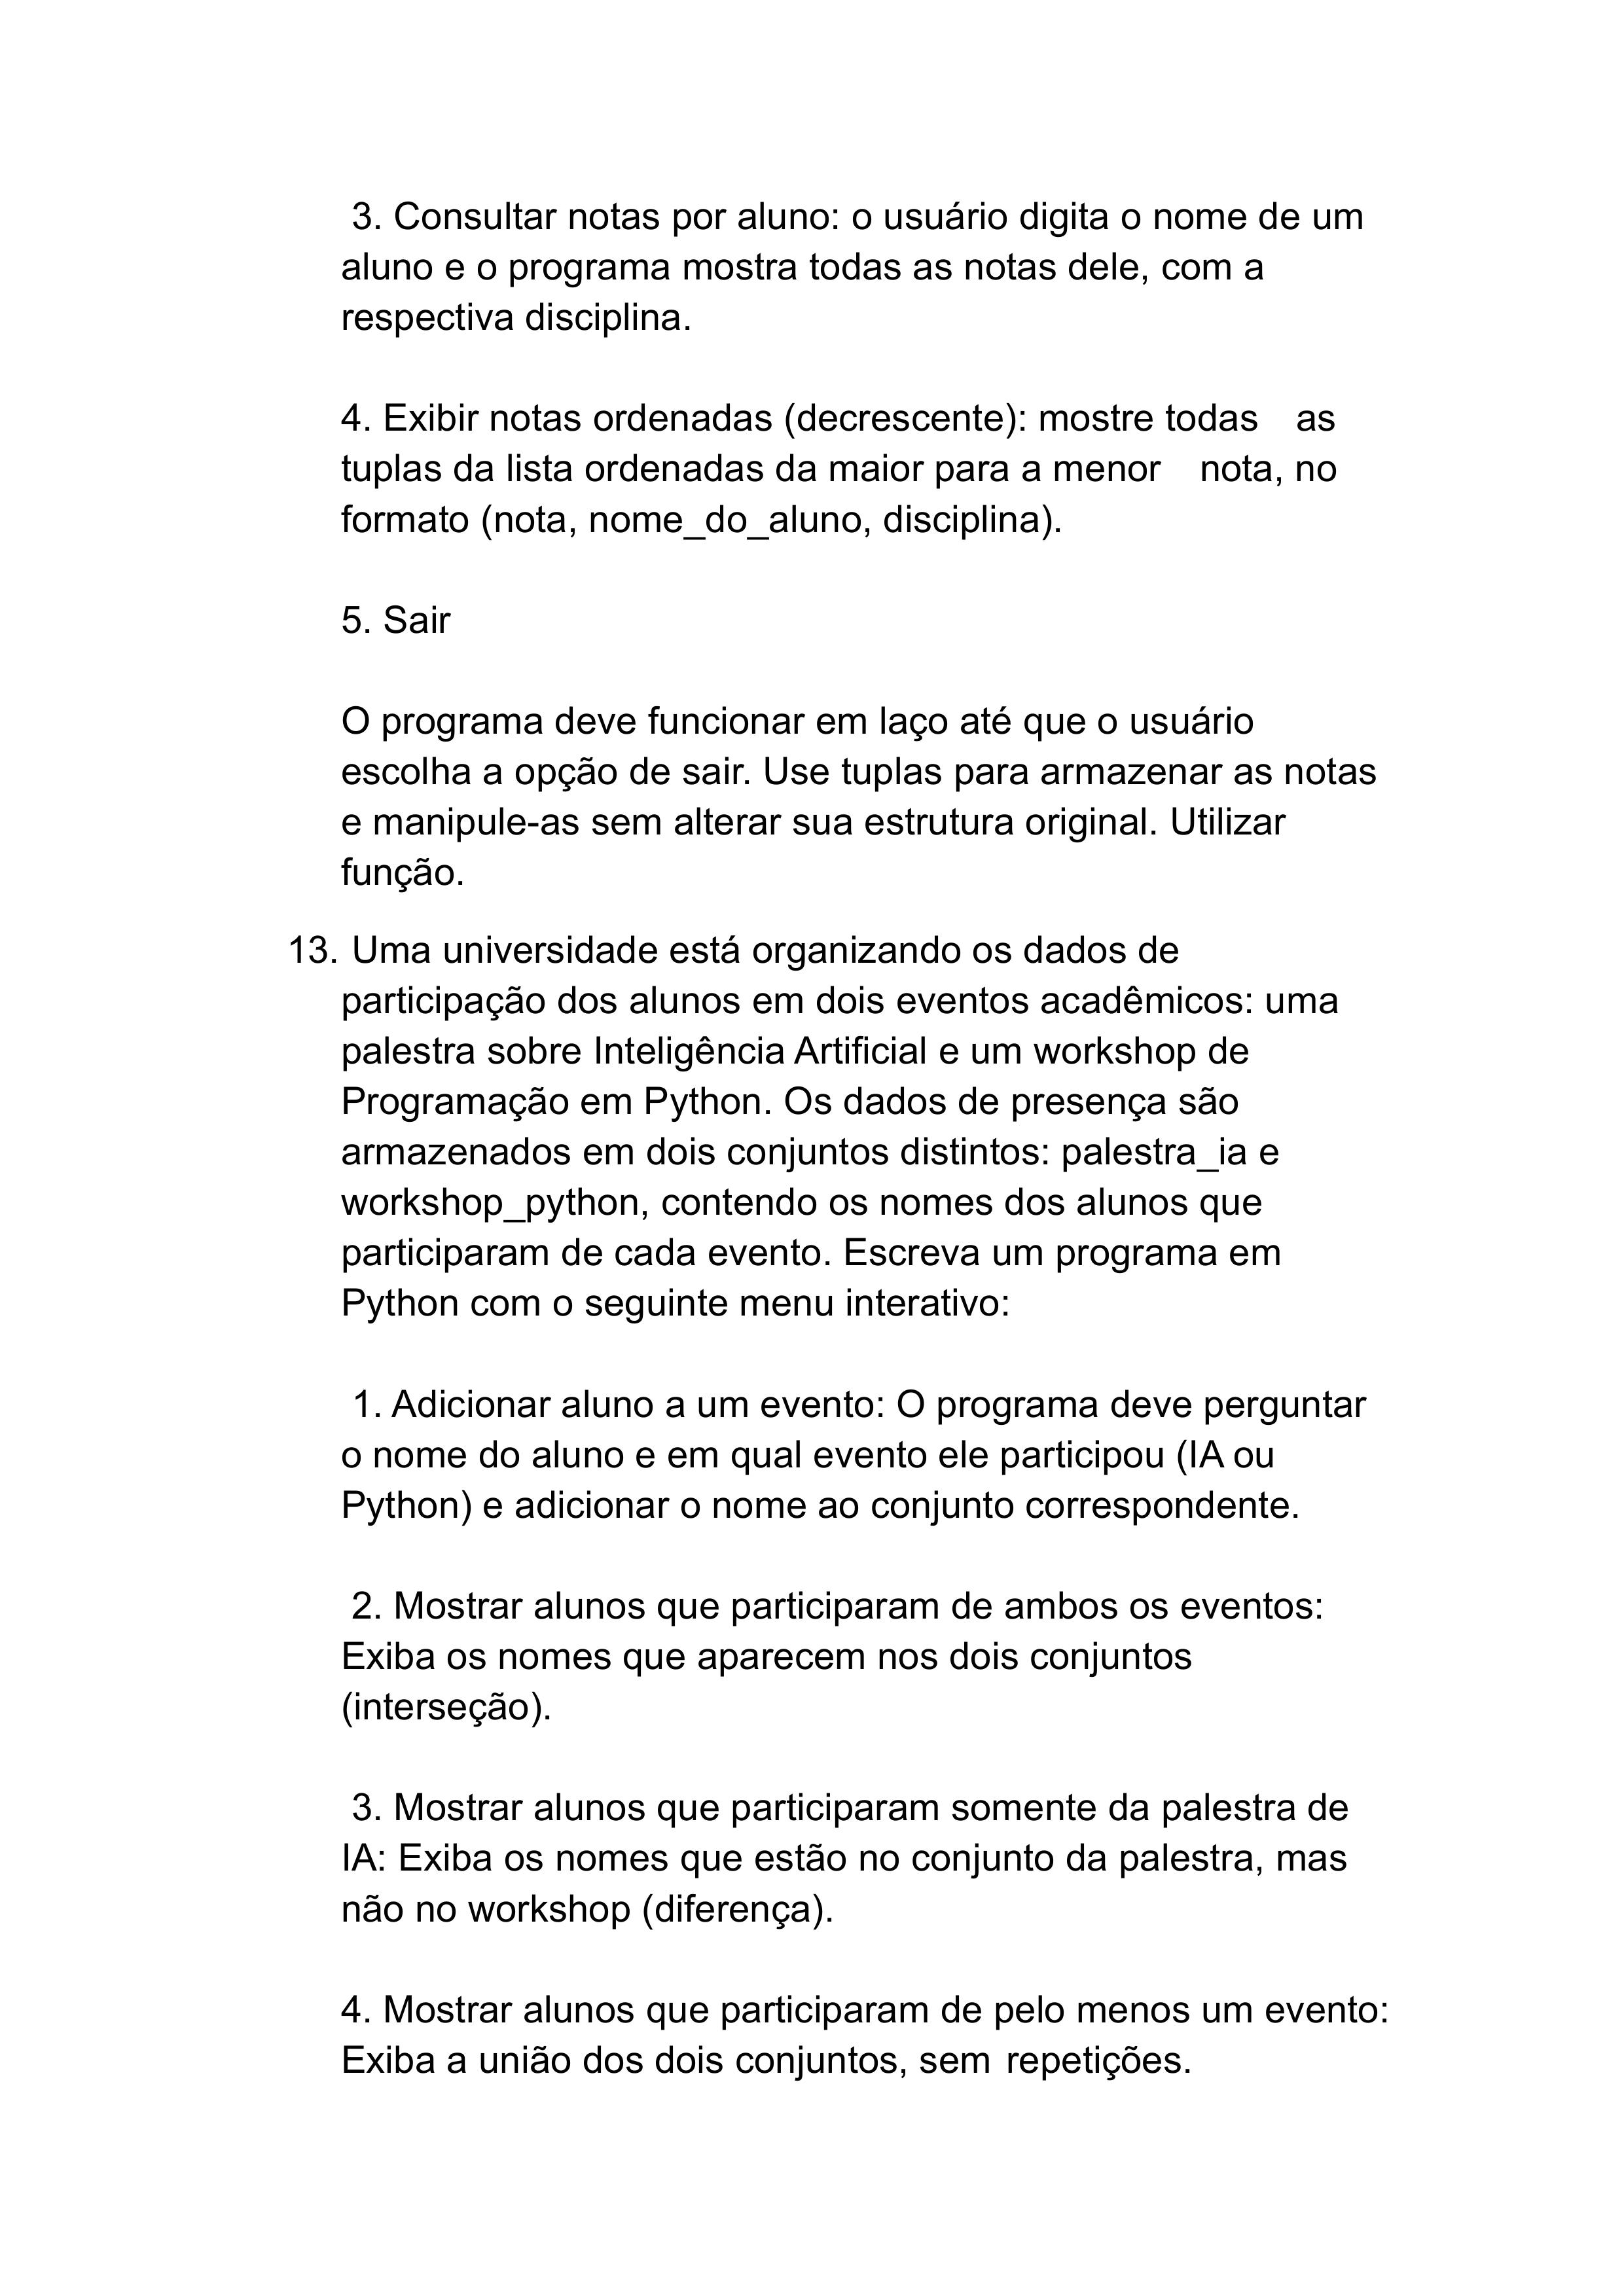 3. Consultar notas por aluno: o usuário digita o nome de um
aluno e o programa mostra todas as notas dele, com a
respectiva disciplina.
4. Exibir notas ordenadas (decrescente): mostre todas as
tuplas da lista ordenadas da maior para a menor nota, no
formato (nota, nome_do_aluno, disciplina).
5. Sair
O programa deve funcionar em laço até que o usuário
escolha a opção de sair. Use tuplas para armazenar as notas
e manipule-as sem alterar sua estrutura original. Utilizar
função.
13. Uma universidade está organizando os dados de
participação dos alunos em dois eventos acadêmicos: uma
palestra sobre Inteligência Artificial e um workshop de
Programação em Python. Os dados de presença são
armazenados em dois conjuntos distintos: palestra_ia e
workshop_python, contendo os nomes dos alunos que
participaram de cada evento. Escreva um programa em
Python com o seguinte menu interativo:
1. Adicionar aluno a um evento: O programa deve perguntar
o nome do aluno e em qual evento ele participou (IA ou
Python) e adicionar o nome ao conjunto correspondente.
2. Mostrar alunos que participaram de ambos os eventos:
Exiba os nomes que aparecem nos dois conjuntos
(interseção).
3. Mostrar alunos que participaram somente da palestra de
IA: Exiba os nomes que estão no conjunto da palestra, mas
não no workshop (diferença).
4. Mostrar alunos que participaram de pelo menos um evento:
Exiba a união dos dois conjuntos, sem repetições.